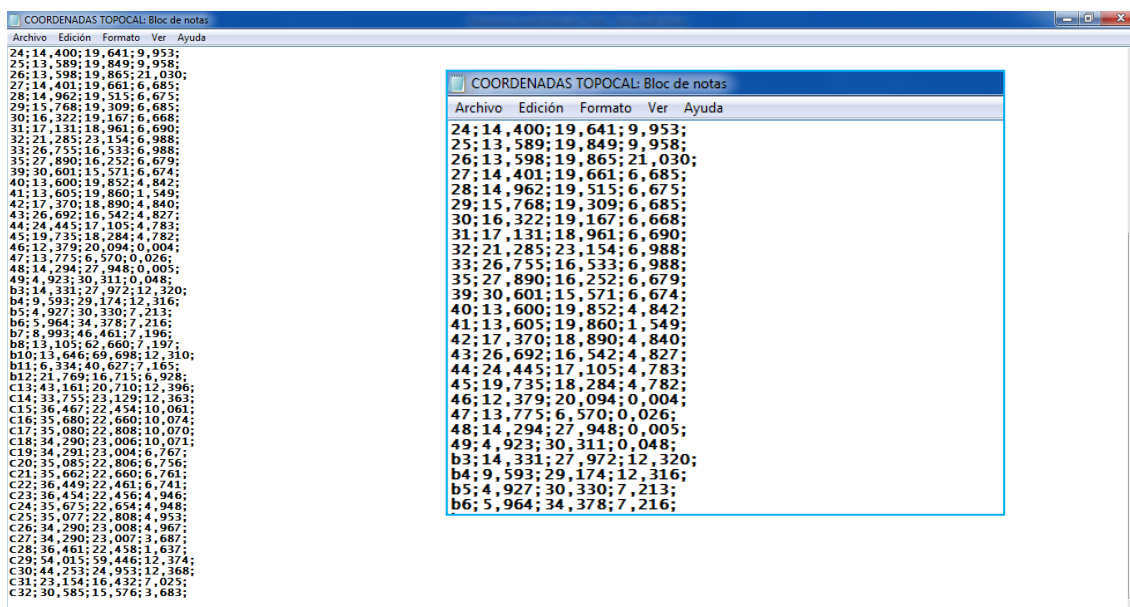 COORDENADAS TOPOCAL: Bloc de notas
Archivo Edición Formato Ver Ayuda
24;14,400;19,641;9,953;
25;13,589;19,849;9,958;
26;13,598;19,865;21,030;
27;14,401;19,661;6,685;
28;14,962;19,515;6,675;
29;15,768;19,309;6,685;
30;16,322;19,167;6,668;
31;17,131;18,961;6,690;
32;21,285;23,154;6,988;
33;26,755;16,533;6,988;
35;27,890;16,252;6,679;
39;30,601;15,571;6,674;
40;13,600;19,852;4,842;
41;13,605;19,860;1,549;
42;17,370;18,890;4,840;
43;26,692;16,542;4,827;
44;24,445;17,105;4,783;
45;19,735;18,284;4,782;
46;12,379;20,094;0,004;
47;13,775;6,570;0,026;
48;14,294;27,948;0,005;
49;4,923;30,311;0,048;
b3;14,331;27,972;12,320;
b4;9,593;29,174;12,316;
b5;4,927;30,330;7,213;
b6;5,964;34,378;7,216;
b7;8,993;46,461;7,196;
b8;13,105;62,660;7,197;
b10;13,646;69,698;12,310;
b11;6,334;40,627;7,165;
b12;21,769;16,715;6,928;
c13;43,161;20,710;12,396;
c14;33,755;23,129;12,363;
c15;36,467;22,454;10,061;
c16;35,680;22,660;10,074;
c17;35,080;22,808;10,070;
c18;34,290;23,006;10,071;
c19;34,291;23,004;6,767;
c20;35,085;22,806;6,756;
c21;35,662;22,660;6,761;
c22;36,449;22,461;6,741;
c23;36,454;22,456;4,946;
c24;35,675;22,654;4,948;
c25;35,077;22,808;4,953;
c26;34,290;23,008;4,967;
c27;34,290;23,007;3,687;
c28;36,461;22,458;1,637;
c29;54,015;59,446;12,374;
c30;44,253;24,953;12,368;
c31;23,154;16,432;7,025;
c32;30,585;15,576;3,683;
COORDENADAS TOPOCAL: Bloc de notas
Archivo Edición Formato Ver Ayuda
24;14,400;19,641;9,953;
25;13,589;19,849;9,958;
26;13,598;19,865;21,030;
27;14,401;19,661;6,685;
28;14,962;19,515;6,675;
29;15,768;19,309;6,685;
30;16,322;19,167;6,668;
31;17,131;18,961;6,690;
32;21,285;23,154;6,988;
33;26,755;16,533;6,988;
35;27,890;16,252;6,679;
39;30,601;15,571;6,674;
40;13,600;19,852;4,842;
41;13,605;19,860;1,549;
42;17,370;18,890;4,840;
43;26,692;16,542;4,827;
44;24,445;17,105;4,783;
45;19,735;18,284;4,782;
46;12,379;20,094;0,004;
47;13,775;6,570;0,026;
48;14,294;27,948;0,005;
49;4,923;30,311;0,048;
b3;14,331;27,972;12,320;
b4;9,593;29,174;12,316;
b5;4,927;30,330;7,213;
b6;5,964;34,378;7,216;